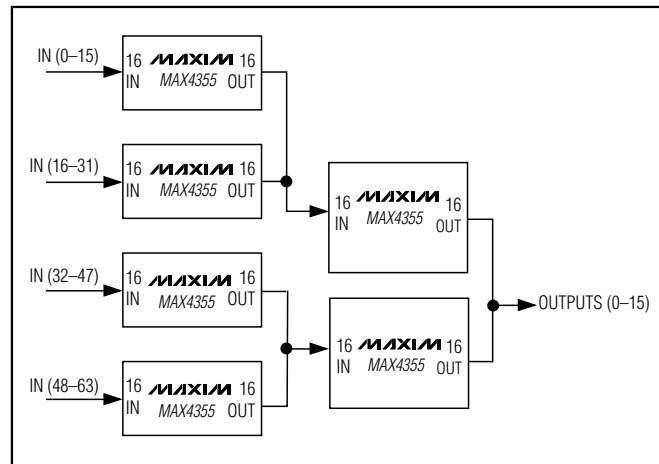 IN (0–15)
16 MAXIM 16
IN MAX4355 OUT
IN (16–31)
16 MAXIM 16
IN MAX4355 OUT
16 MAXIM 16
IN MAX4355 OUT
IN (32–47)
16 MAXIM 16
IN MAX4355 OUT
OUTPUTS (0–15)
16 MAXIM 16
IN MAX4355 OUT
IN (48–63)
16 MAXIM 16
IN MAX4355 OUT